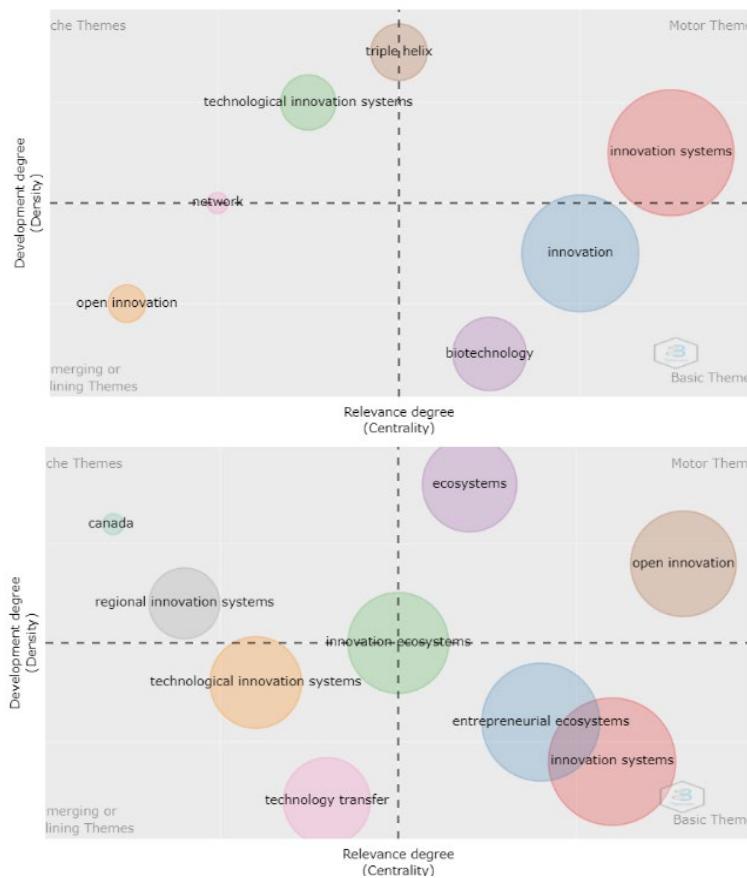 che Themes
Motor Theme
triple helix
technological innovation systems
innovation systems
network
Development degree
(Density)
innovation
open innovation
biotechnology
merging or
lining Themes
Basic Theme
Relevance degree
(Centrality)
che Themes
Motor Theme
ecosystems
canada
open innovation
regional innovation systems
Development degree
(Density)
innovation ecosystems
technological innovation systems
entrepreneurial ecosystems
innovation systems
technology transfer
merging or
lining Themes
Basic Theme
Relevance degree
(Centrality)